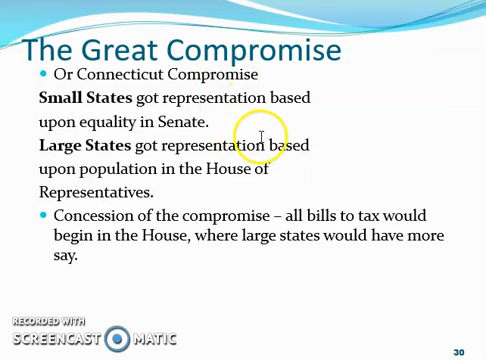 The Great Compromise
Or Connecticut Compromise
Small States got representation based
upon equality in Senate.
Large States got representation based
upon population in the House of
Representatives.
Concession of the compromise – all bills to tax would
begin in the House, where large states would have more
say.
RECORDED WITH
SCREENCAST MATIC
30